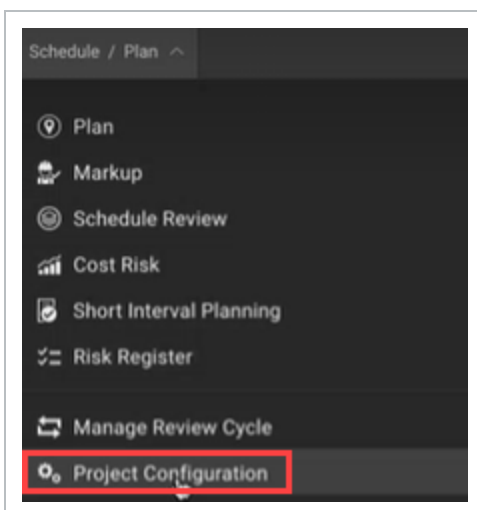 Schedule / Plan
Plan
Markup
Schedule Review
Cost Risk
Short Interval Planning
Risk Register
Manage Review Cycle
Project Configuration